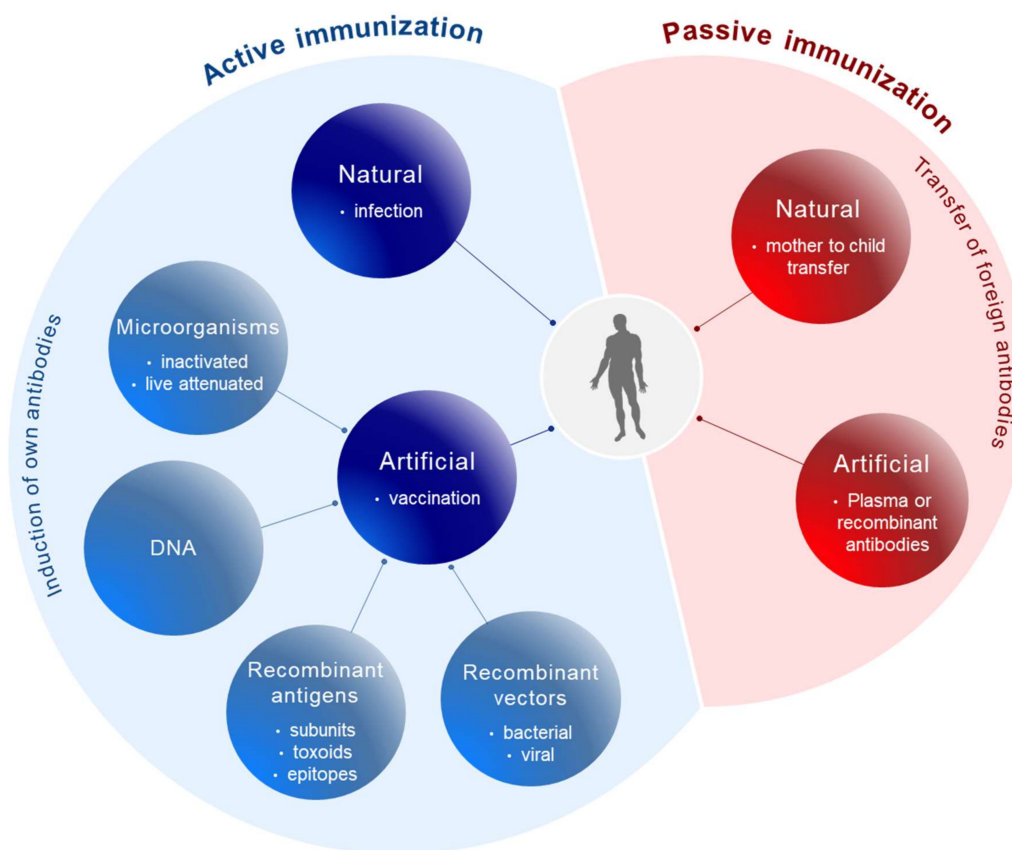 Active immunization
Passive immunization
Induction of own antibodies
Transfer of foreign antibodies
Natural
• infection
Microorganisms
• inactivated
• live attenuated
Artificial
• vaccination
DNA
Recombinant
antigens
• subunits
• toxoids
• epitopes
Recombinant
vectors
• bacterial
• viral
Natural
• mother to child
transfer
Artificial
• Plasma or
recombinant
antibodies